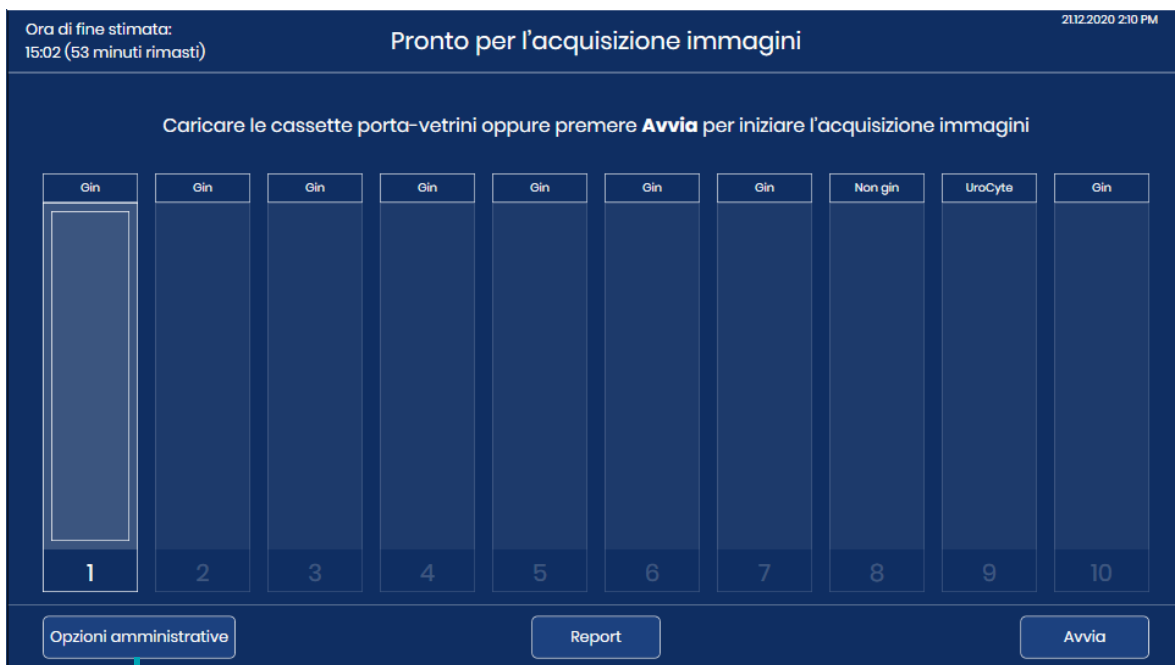 Ora di fine stimata:
15:02 (53 minuti rimasti)
Pronto per l'acquisizione immagini
21.12.2020 2:10 PM
Caricare le cassette porta-vetrini oppure premere Avvia per iniziare l'acquisizione immagini
Gin Gin Gin Gin Gin Gin Gin Non gin UroCyte Gin
1 2 3 4 5 6 7 8 9 10
Opzioni amministrative Report Avvia